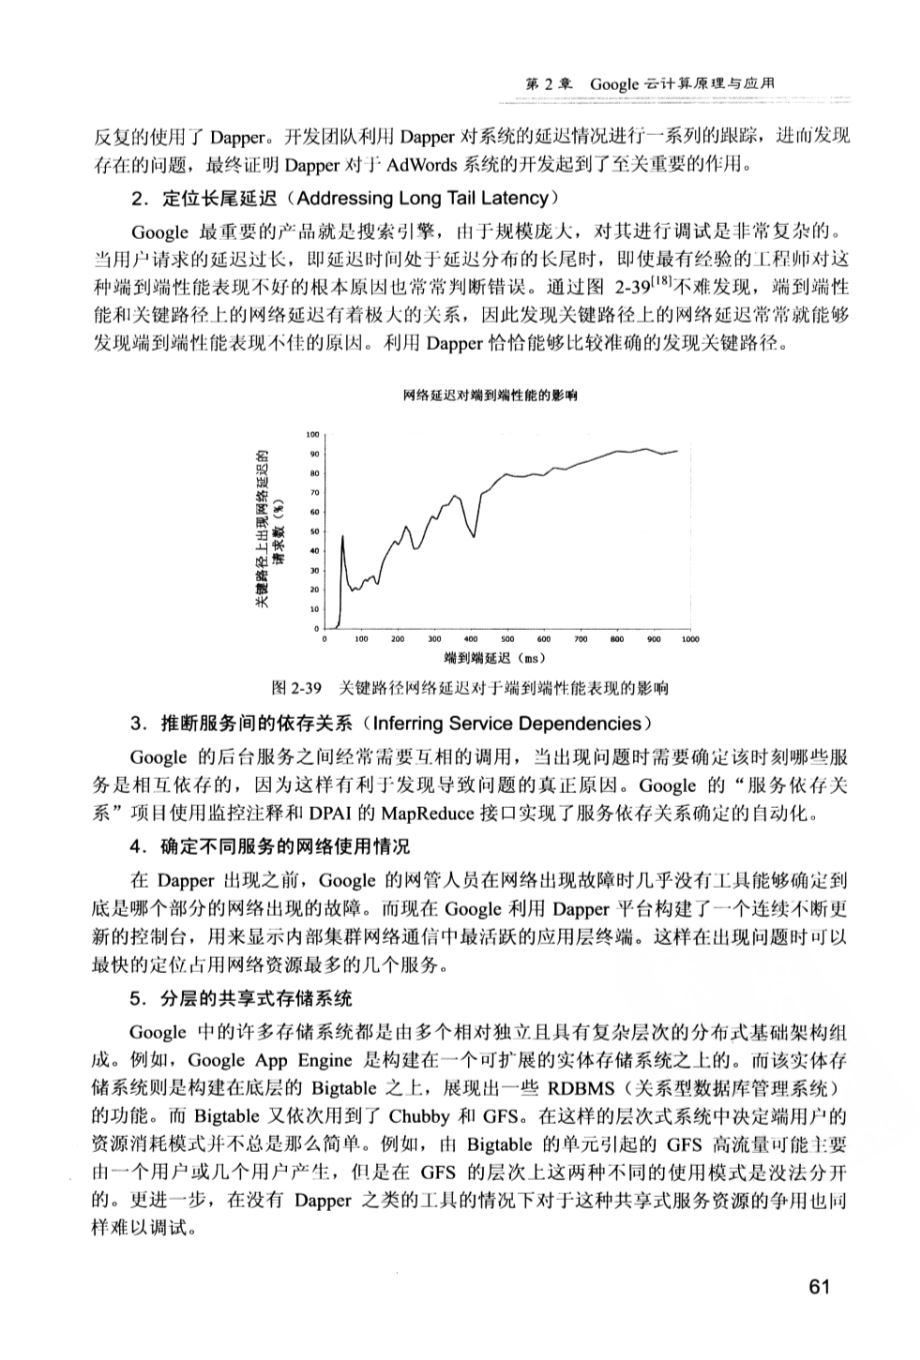 第 2 章 Google 云计算原理与应用
反复的使用了 Dapper。开发团队利用 Dapper 对系统的延迟情况进行一系列的跟踪，进而发现
存在的问题，最终证明 Dapper 对于 AdWords 系统的开发起到了至关重要的作用。
2．定位长尾延迟（Addressing Long Tail Latency）
Google 最重要的产品就是搜索引擎，由于规模庞大，对其进行调试是非常复杂的。
当用户请求的延迟过长，即延迟时间处于延迟分布的长尾时，即使最有经验的工程师对这
种端到端性能表现不好的根本原因也常常判断错误。通过图 2-39[18]不难发现，端到端性
能和关键路径上的网络延迟有着极大的关系，因此发现关键路径上的网络延迟常常就能够
发现端到端性能表现不佳的原因。利用 Dapper 恰恰能够比较准确的发现关键路径。
网络延迟对端到端性能的影响
关键路径上出现网络延迟的
请求数（%）
100
90
80
70
60
50
40
30
20
10
0
0 100 200 300 400 500 600 700 800 900 1000
端到端延迟（ms）
图 2-39 关键路径网络延迟对于端到端性能表现的影响
3．推断服务间的依存关系（Inferring Service Dependencies）
Google 的后台服务之间经常需要互相的调用，当出现问题时需要确定该时刻哪些服
务是相互依存的，因为这样有利于发现导致问题的真正原因。Google 的“服务依存关
系”项目使用监控注释和 DPAI 的 MapReduce 接口实现了服务依存关系确定的自动化。
4．确定不同服务的网络使用情况
在 Dapper 出现之前，Google 的网管人员在网络出现故障时几乎没有工具能够确定到
底是哪个部分的网络出现的故障。而现在 Google 利用 Dapper 平台构建了一个连续不断更
新的控制台，用来显示内部集群网络通信中最活跃的应用层终端。这样在出现问题时可以
最快的定位占用网络资源最多的几个服务。
5．分层的共享式存储系统
Google 中的许多存储系统都是由多个相对独立且具有复杂层次的分布式基础架构组
成。例如，Google App Engine 是构建在一个可扩展的实体存储系统之上的。而该实体存
储系统则是构建在底层的 Bigtable 之上，展现出一些 RDBMS（关系型数据库管理系统）
的功能。而 Bigtable 又依次用到了 Chubby 和 GFS。在这样的层次式系统中决定端用户的
资源消耗模式并不总是那么简单。例如，由 Bigtable 的单元引起的 GFS 高流量可能主要
由一个用户或几个用户产生，但是在 GFS 的层次上这两种不同的使用模式是没法分开
的。更进一步，在没有 Dapper 之类的工具的情况下对于这种共享式服务资源的争用也同
样难以调试。
61